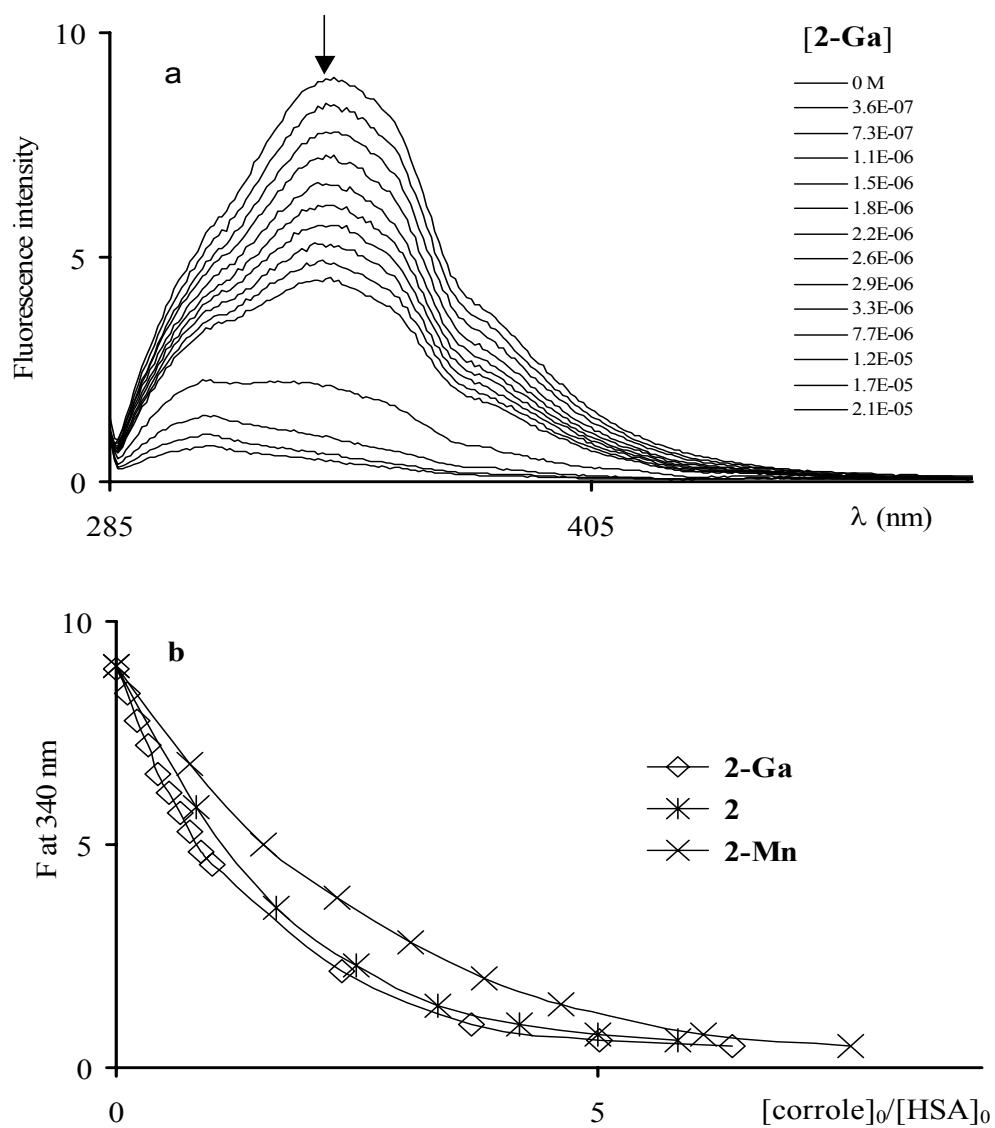 10
[2-Ga]
a
0 M
3.6E-07
7.3E-07
1.1E-06
1.5E-06
1.8E-06
2.2E-06
2.6E-06
2.9E-06
3.3E-06
7.7E-06
1.2E-05
1.7E-05
2.1E-05
Fluorescence intensity
5
0
285
405
λ (nm)
10
b
2-Ga
2
2-Mn
F at 340 nm
5
0
0
5
[corrole]₀/[HSA]₀